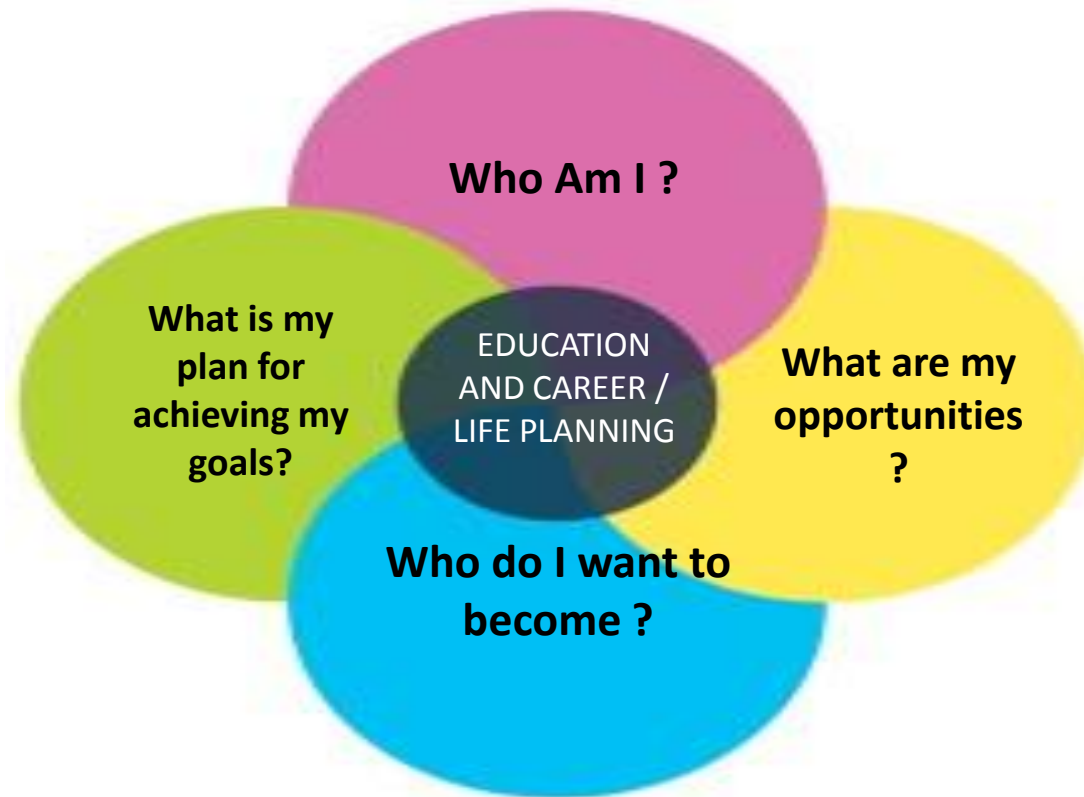 Who Am I ?
What is my
plan for
achieving my
goals?
EDUCATION
AND CAREER /
LIFE PLANNING
What are my
opportunities
?
Who do I want to
become ?